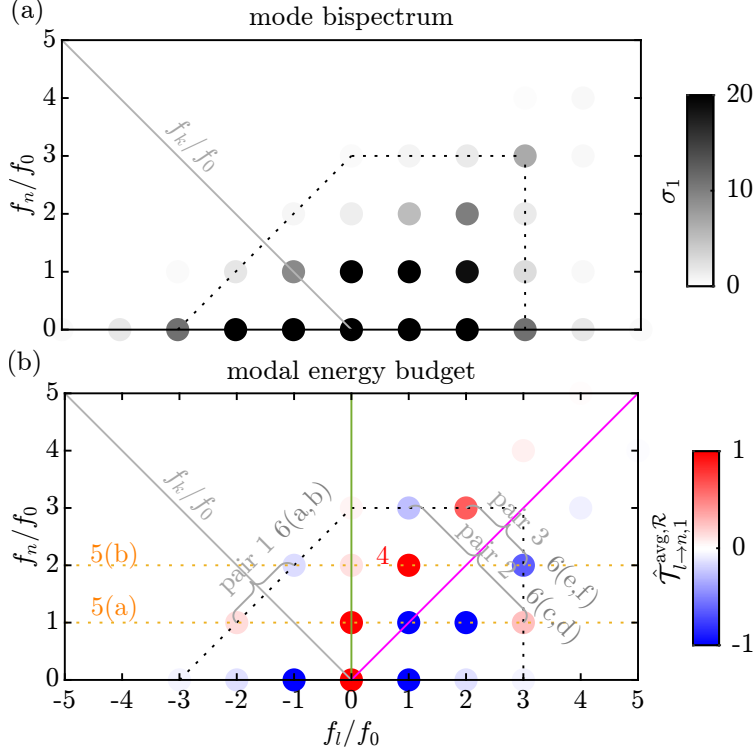 (a)
mode bispectrum
5
4
3
2
1
0
f_n/f_0
f_k/f_0
20
10
0
σ_1
(b)
modal energy budget
5
4
3
2
1
0
f_n/f_0
f_k/f_0
5(b)
5(a)
pair 1 6(a,b)
4
pair 2 6(c,d)
pair 3 6(e,f)
-5 -4 -3 -2 -1 0 1 2 3 4 5
f_l/f_0
1
0
-1
\hat{\mathcal{T}}_{l→n,1}^{avg,\mathcal{R}}